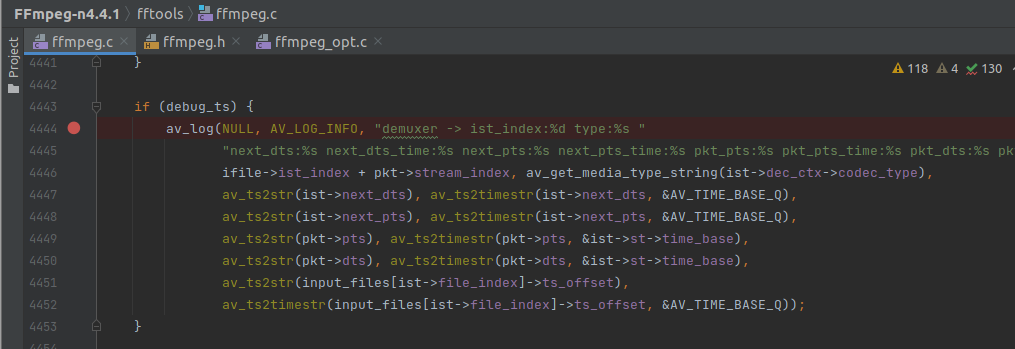 FFmpeg-n4.4.1 fftools ffmpeg.c
Project
ffmpeg.c ffmpeg.h ffmpeg_opt.c
118 4 130
4441 }
4442
4443 if (debug_ts) {
4444 av_log(NULL, AV_LOG_INFO, "demuxer -> ist_index:%d type:%s "
4445 "next_dts:%s next_dts_time:%s next_pts:%s next_pts_time:%s pkt_pts:%s pkt_pts_time:%s pkt_dts:%s pk
4446 ifile->ist_index + pkt->stream_index, av_get_media_type_string(ist->dec_ctx->codec_type),
4447 av_ts2str(ist->next_dts), av_ts2timestr(ist->next_dts, &AV_TIME_BASE_Q),
4448 av_ts2str(ist->next_pts), av_ts2timestr(ist->next_pts, &AV_TIME_BASE_Q),
4449 av_ts2str(pkt->pts), av_ts2timestr(pkt->pts, &ist->st->time_base),
4450 av_ts2str(pkt->dts), av_ts2timestr(pkt->dts, &ist->st->time_base),
4451 av_ts2str(input_files[ist->file_index]->ts_offset),
4452 av_ts2timestr(input_files[ist->file_index]->ts_offset, &AV_TIME_BASE_Q));
4453 }
4454